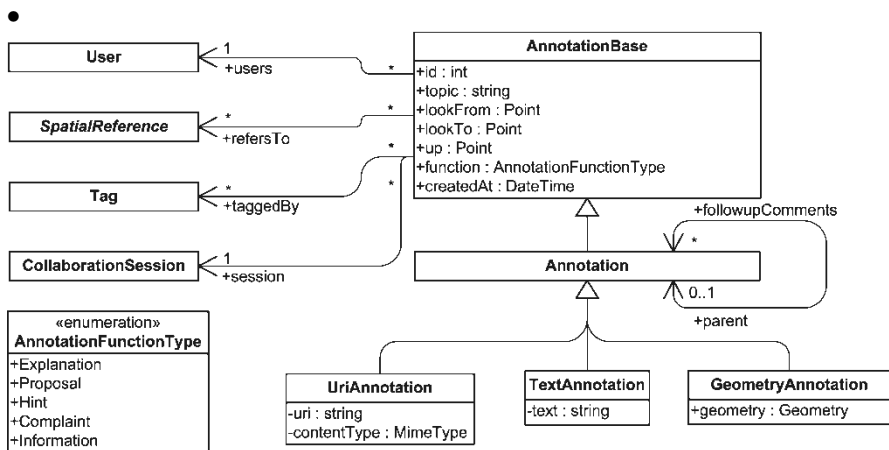 User
1
+users
*
SpatialReference
*
+refersTo
*
Tag
*
+taggedBy
*
CollaborationSession
1
+session
*
AnnotationBase
+id : int
+topic : string
+lookFrom : Point
+lookTo : Point
+up : Point
+function : AnnotationFunctionType
+createdAt : DateTime
+followupComments
*
Annotation
0..1
+parent
«enumeration»
AnnotationFunctionType
+Explanation
+Proposal
+Hint
+Complaint
+Information
UriAnnotation
-uri : string
-contentType : MimeType
TextAnnotation
-text : string
GeometryAnnotation
+geometry : Geometry